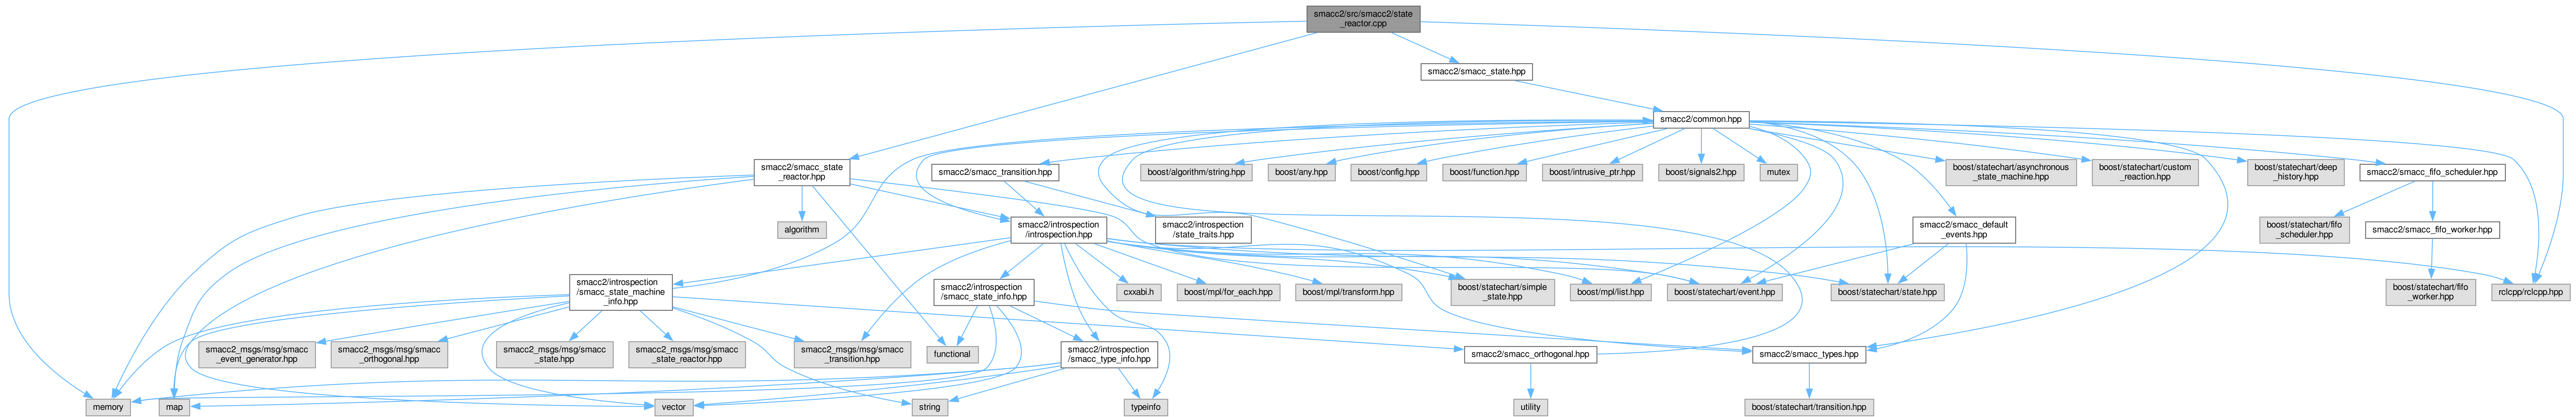 smacc2/src/smacc2/state
_reactor.cpp
smacc2/smacc_state.hpp
smacc2/common.hpp
smacc2/smacc_state
_reactor.hpp
smacc2/smacc_transition.hpp
boost/algorithm/string.hpp
boost/any.hpp
boost/config.hpp
boost/function.hpp
boost/intrusive_ptr.hpp
boost/signals2.hpp
mutex
boost/statechart/asynchronous
_state_machine.hpp
boost/statechart/custom
_reaction.hpp
boost/statechart/deep
_history.hpp
smacc2/smacc_fifo_scheduler.hpp
algorithm
smacc2/introspection
/introspection.hpp
smacc2/introspection
/state_traits.hpp
smacc2/smacc_default
_events.hpp
boost/statechart/fifo
_scheduler.hpp
smacc2/smacc_fifo_worker.hpp
smacc2/introspection
/smacc_state_machine
_info.hpp
smacc2/introspection
/smacc_state_info.hpp
cxxabi.h
boost/mpl/for_each.hpp
boost/mpl/transform.hpp
boost/statechart/simple
_state.hpp
boost/mpl/list.hpp
boost/statechart/event.hpp
boost/statechart/state.hpp
boost/statechart/fifo
_worker.hpp
rclcpp/rclcpp.hpp
smacc2_msgs/msg/smacc
_event_generator.hpp
smacc2_msgs/msg/smacc
_orthogonal.hpp
smacc2_msgs/msg/smacc
_state.hpp
smacc2_msgs/msg/smacc
_state_reactor.hpp
smacc2_msgs/msg/smacc
_transition.hpp
functional
smacc2/introspection
/smacc_type_info.hpp
smacc2/smacc_orthogonal.hpp
smacc2/smacc_types.hpp
memory
map
vector
string
typeinfo
utility
boost/statechart/transition.hpp